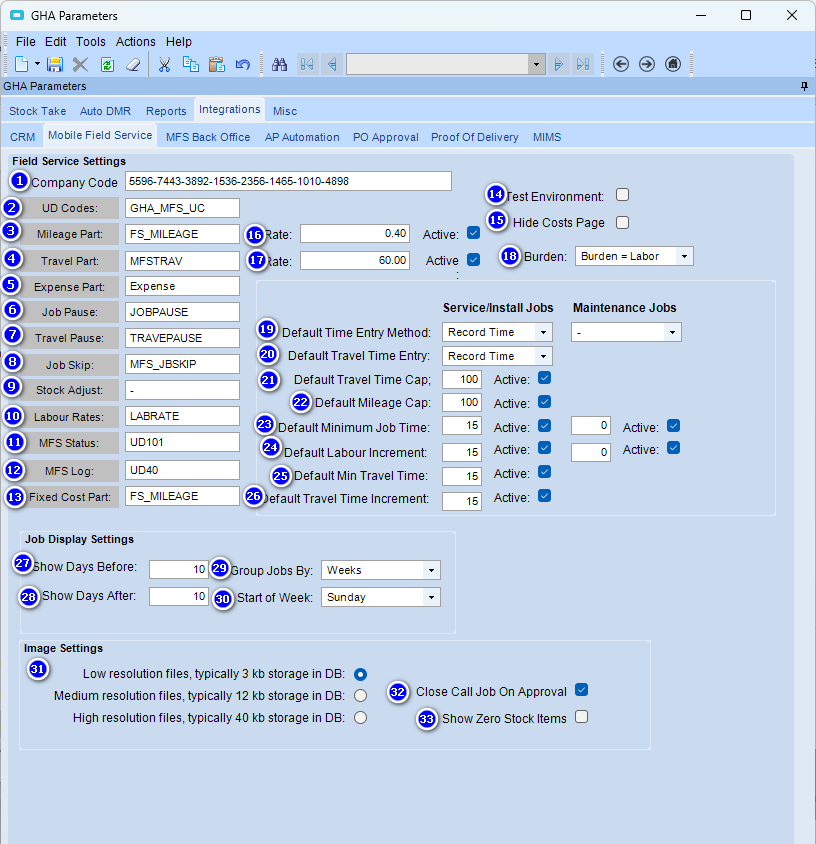 GHA Parameters
File Edit Tools Actions Help
GHA Parameters
Stock Take Auto DMR Reports Integrations Misc
CRM Mobile Field Service MFS Back Office AP Automation PO Approval Proof Of Delivery MIMS
Field Service Settings
1 Company Code 5596-7443-3892-1536-2356-1465-1010-4898
14 Test Environment:
2 UD Codes: GHA_MFS_UC
15 Hide Costs Page
3 Mileage Part: FS_MILEAGE 16 Rate: 0.40 Active:
4 Travel Part: MFSTRAV 17 Rate: 60.00 Active :
18 Burden: Burden = Labor
5 Expense Part: Expense
6 Job Pause: JOBPAUSE
Service/Install Jobs Maintenance Jobs
7 Travel Pause: TRAVEPAUSE
19 Default Time Entry Method: Record Time -
8 Job Skip: MFS_JBSKIP
20 Default Travel Time Entry: Record Time
9 Stock Adjust: -
21 Default Travel Time Cap; 100 Active:
22 Default Mileage Cap: 100 Active:
10 Labour Rates: LABRATE
23 Default Minimum Job Time: 15 Active: 0 Active:
11 MFS Status: UD101
24 Default Labour Increment: 15 Active: 0 Active:
12 MFS Log: UD40
25 Default Min Travel Time: 15 Active:
13 Fixed Cost Part: FS_MILEAGE
26 Default Travel Time Increment: 15 Active:
Job Display Settings
27 Show Days Before: 10 29 Group Jobs By: Weeks
28 Show Days After: 10 30 Start of Week: Sunday
Image Settings
31
Low resolution files, typically 3 kb storage in DB:
Medium resolution files, typically 12 kb storage in DB:
32 Close Call Job On Approval
High resolution files, typically 40 kb storage in DB:
33 Show Zero Stock Items